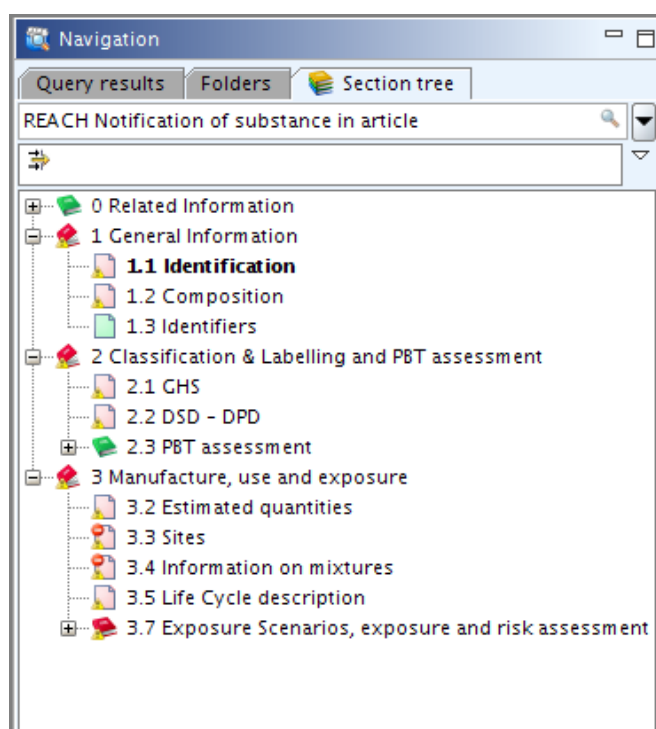 Navigation
Query results Folders Section tree
REACH Notification of substance in article
0 Related Information
1 General Information
1.1 Identification
1.2 Composition
1.3 Identifiers
2 Classification & Labelling and PBT assessment
2.1 GHS
2.2 DSD - DPD
2.3 PBT assessment
3 Manufacture, use and exposure
3.2 Estimated quantities
3.3 Sites
3.4 Information on mixtures
3.5 Life Cycle description
3.7 Exposure Scenarios, exposure and risk assessment